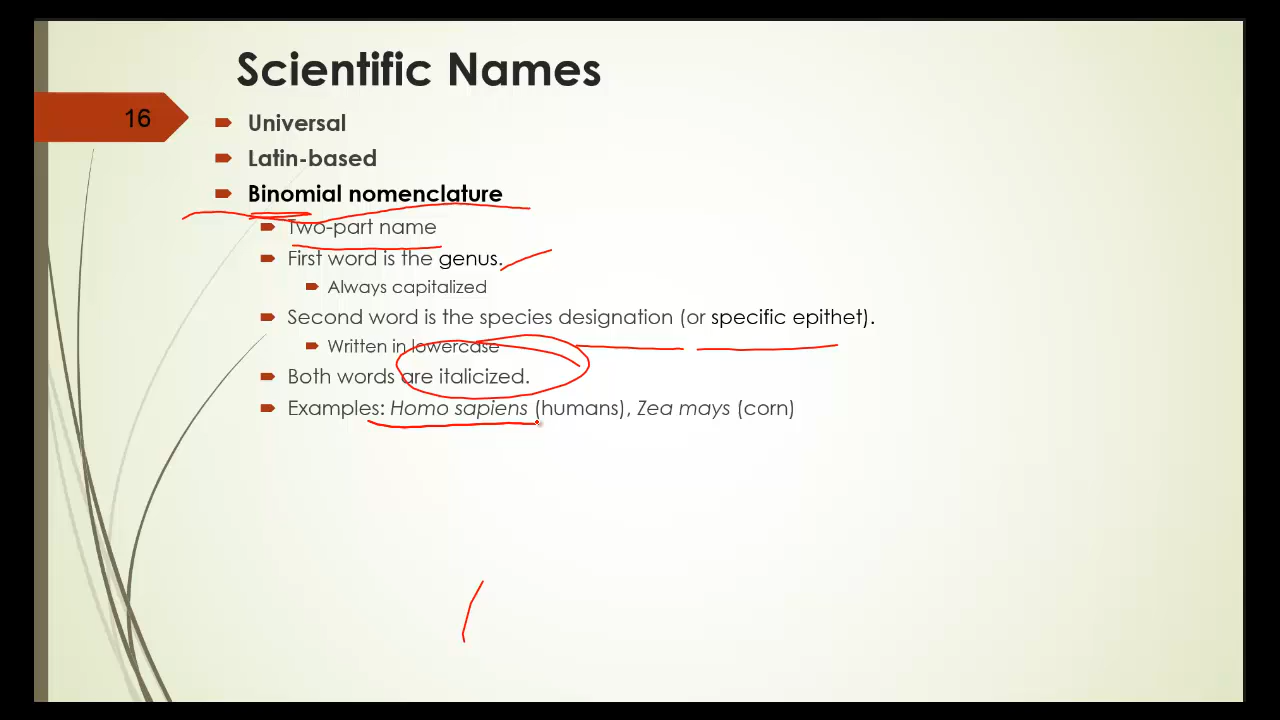 Scientific Names
16
Universal
Latin-based
Binomial nomenclature
Two-part name
First word is the genus.
Always capitalized
Second word is the species designation (or specific epithet).
Written in lowercase
Both words are italicized.
Examples: Homo sapiens (humans), Zea mays (corn)